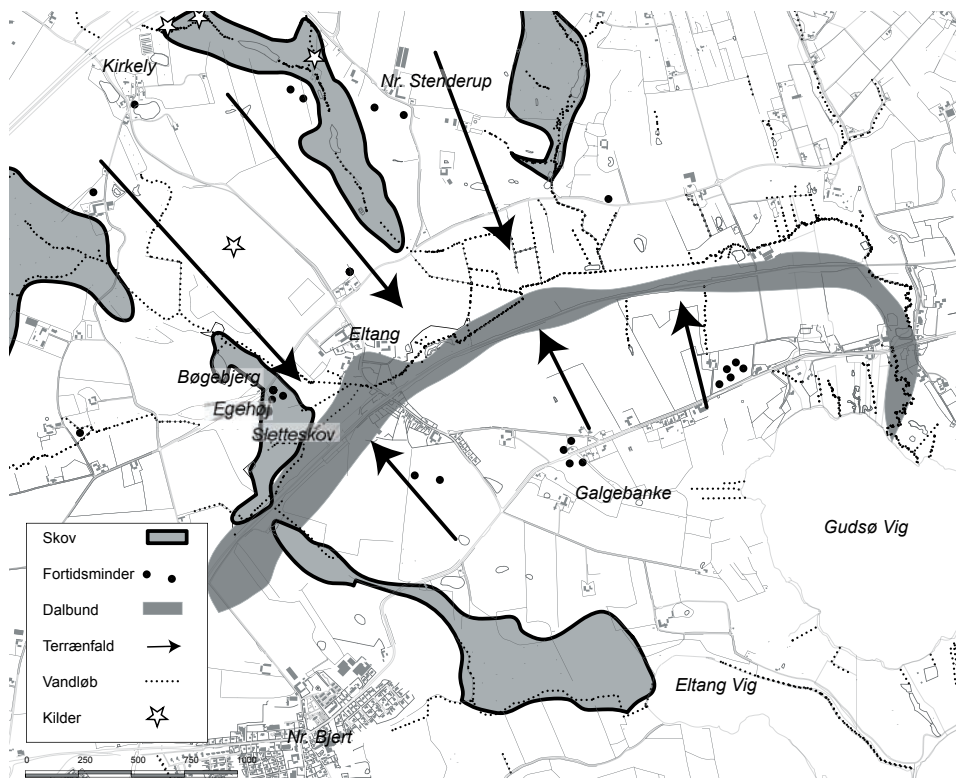 Kirkely
Nr. Stenderup
Eltang
Bøgebjerg
Egehøj
Sletteskov
Galgebanke
Gudsø Vig
Eltang Vig
Nr. Bjert
Skov
Fortidsminder
Dalbund
Terrænfald
Vandløb
Kilder
0 250 500 750 1000